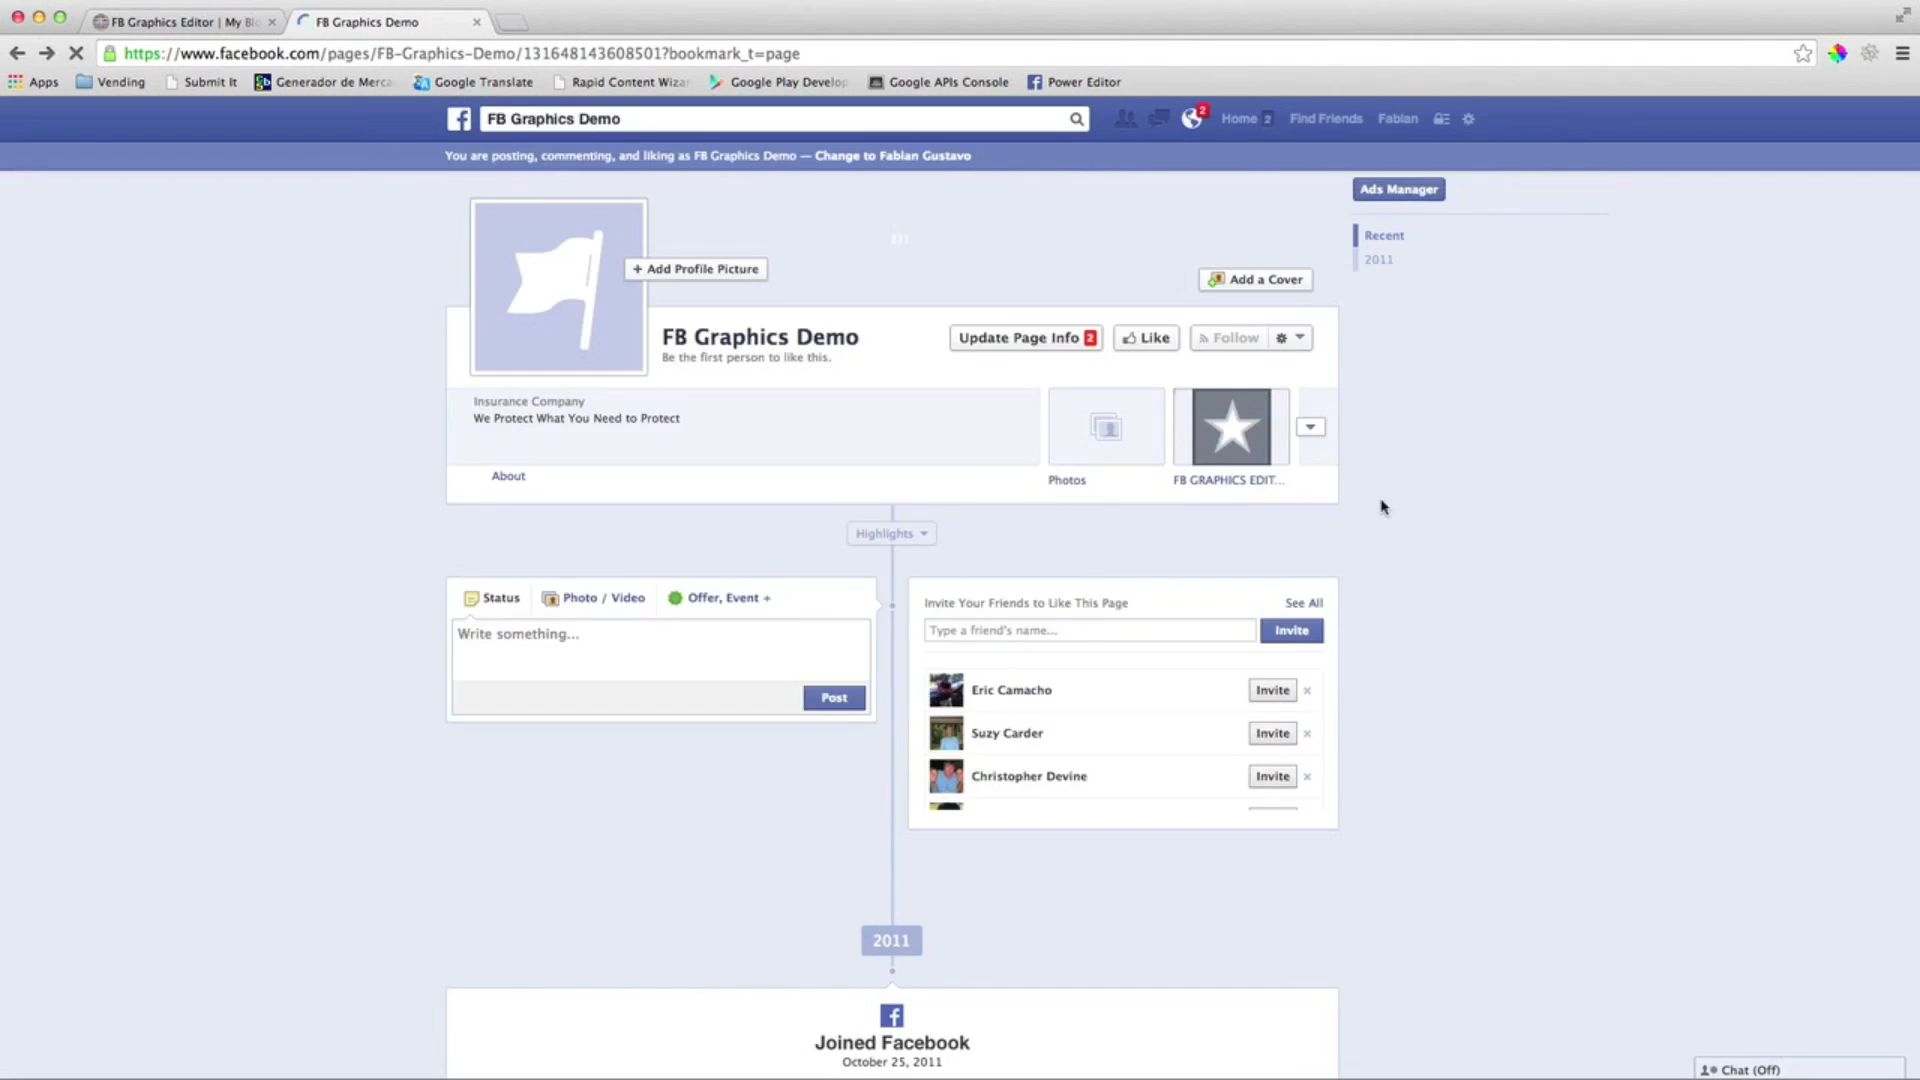 FB Graphics Editor | My Blo
FB Graphics Demo
https://www.facebook.com/pages/FB-Graphics-Demo/131648143608501?bookmark_t=page
Apps Vending Submit It Generador de Merca Google Translate Rapid Content Wizar Google Play Develop Google APIs Console Power Editor
FB Graphics Demo
2
Home 2 Find Friends Fabian
You are posting, commenting, and liking as FB Graphics Demo — Change to Fabian Gustavo
Ads Manager
Recent
2011
+ Add Profile Picture
Add a Cover
FB Graphics Demo
Be the first person to like this.
Update Page Info 2 Like Follow
Insurance Company
We Protect What You Need to Protect
About
Photos
FB GRAPHICS EDIT...
Highlights
Status Photo / Video Offer, Event +
Write something...
Post
Invite Your Friends to Like This Page See All
Type a friend's name... Invite
Eric Camacho Invite
Suzy Carder Invite
Christopher Devine Invite
2011
Joined Facebook
October 25, 2011
Chat (Off)